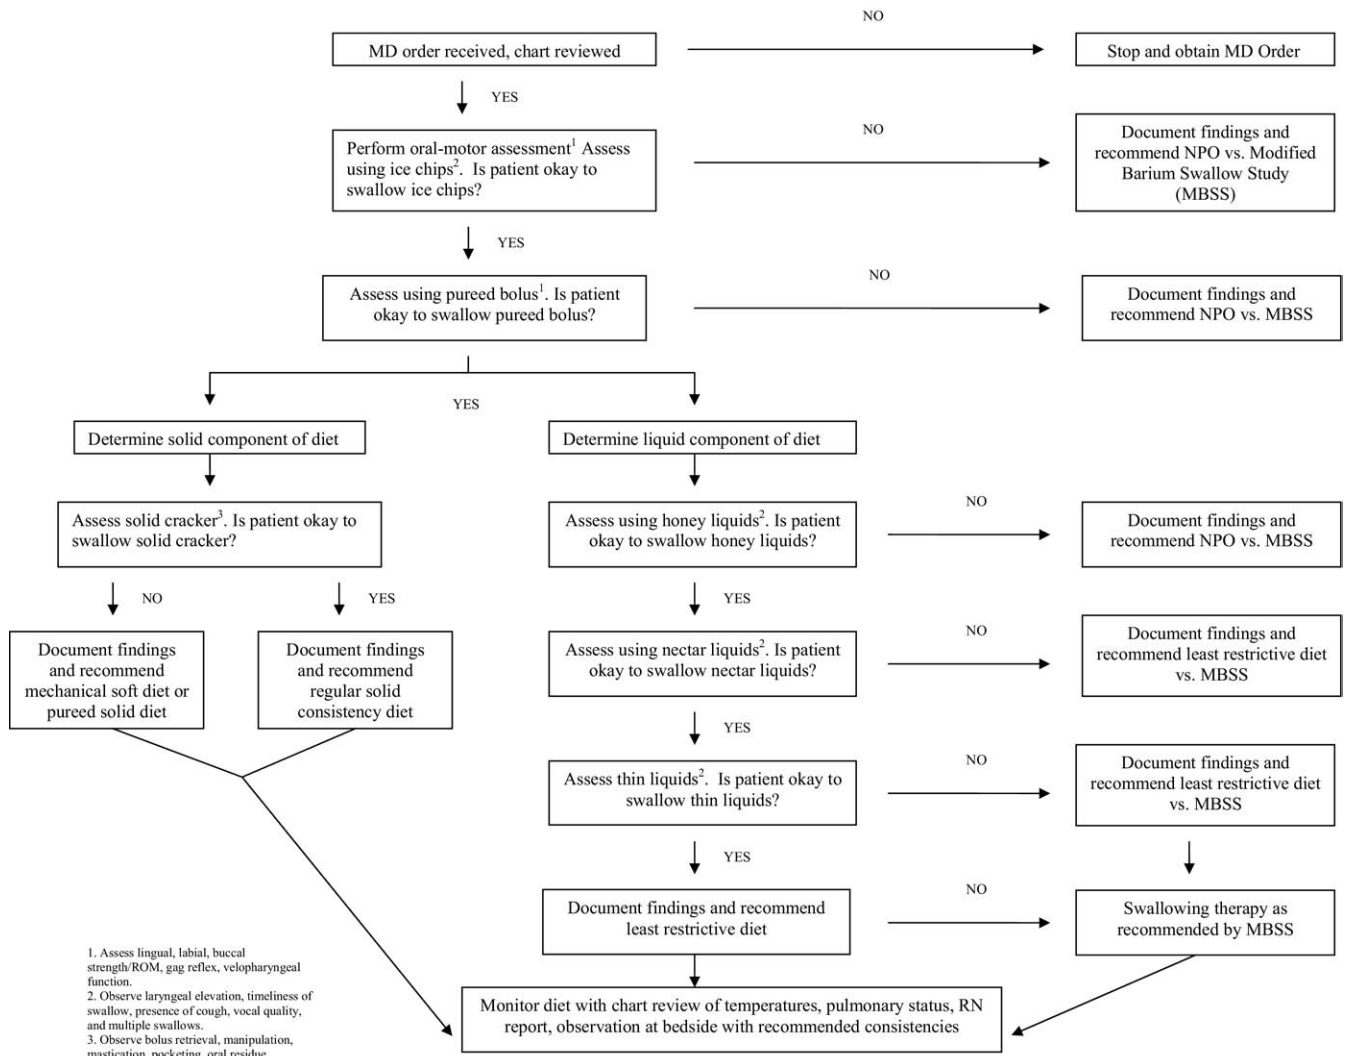 NO
MD order received, chart reviewed
Stop and obtain MD Order
YES
NO
Perform oral-motor assessment1 Assess
using ice chips2. Is patient okay to
swallow ice chips?
Document findings and
recommend NPO vs. Modified
Barium Swallow Study
(MBSS)
YES
NO
Assess using pureed bolus1. Is patient
okay to swallow pureed bolus?
Document findings and
recommend NPO vs. MBSS
YES
Determine solid component of diet
Determine liquid component of diet
Assess solid cracker3. Is patient okay to
swallow solid cracker?
Assess using honey liquids2. Is patient
okay to swallow honey liquids?
NO
Document findings and
recommend NPO vs. MBSS
NO
YES
YES
Document findings
and recommend
mechanical soft diet or
pureed solid diet
Document findings
and recommend
regular solid
consistency diet
Assess using nectar liquids2. Is patient
okay to swallow nectar liquids?
NO
Document findings and
recommend least restrictive diet
vs. MBSS
YES
Assess thin liquids2. Is patient okay to
swallow thin liquids?
NO
Document findings and
recommend least restrictive diet
vs. MBSS
YES
Document findings and recommend
least restrictive diet
NO
Swallowing therapy as
recommended by MBSS
1. Assess lingual, labial, buccal
strength/ROM, gag reflex, velopharyngeal
function.
2. Observe laryngeal elevation, timeliness of
swallow, presence of cough, vocal quality,
and multiple swallows.
3. Observe bolus retrieval, manipulation,
mastication, pocketing, oral residue
Monitor diet with chart review of temperatures, pulmonary status, RN
report, observation at bedside with recommended consistencies